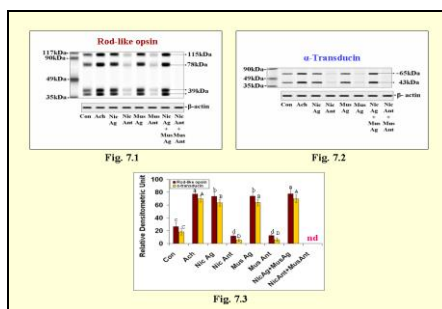 Rod-like opsin
117kDa
90kDa
49kDa
35kDa
115kDa
78kDa
39kDa
β-actin
Con
Ach
Nic Ag
Nic Ant
Mus Ag
Mus Ant
Nic Ag + Mus Ag
Nic Ant + Mus Ant
Fig. 7.1
α-Transducin
90kDa
49kDa
35kDa
65kDa
43kDa
β- actin
Con
Ach
Nic Ag
Nic Ant
Mus Ag
Mus Ant
Nic Ag + Mus Ag
Nic Ant + Mus Ant
Fig. 7.2
Relative Densitometric Unit
100
80
60
40
20
0
Rod-like opsin
α-transducin
c
c
a
a
a
a
d
d
a
a
d
d
a
a
nd
Con
Ach
Nic Ag
Nic Ant
Mus Ag
Mus Ant
NicAg+MusAg
NicAnt+MusAnt
Fig. 7.3